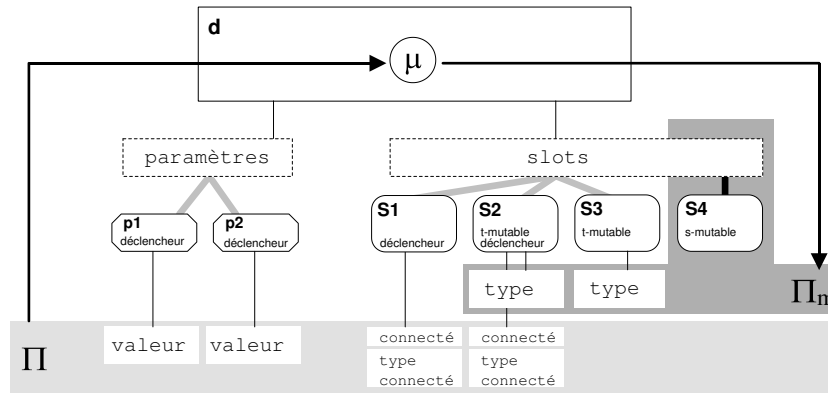 d
μ
paramètres
slots
p1
déclencheur
p2
déclencheur
S1
déclencheur
S2
t-mutable
déclencheur
S3
t-mutable
S4
s-mutable
type
type
Πm
Π
valeur
valeur
connecté
type
connecté
connecté
type
connecté